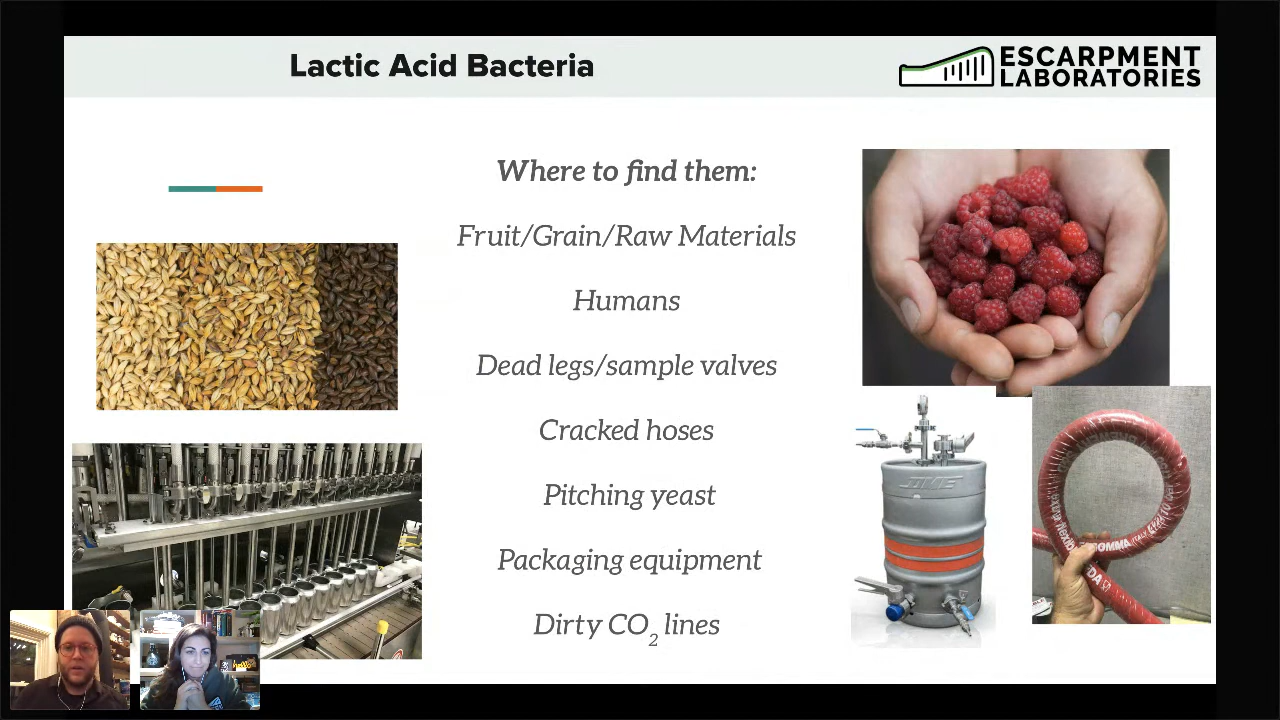 Lactic Acid Bacteria
ESCARPMENT
LABORATORIES
Where to find them:
Fruit/Grain/Raw Materials
Humans
Dead legs/sample valves
Cracked hoses
Pitching yeast
Packaging equipment
Dirty CO₂ lines
hello